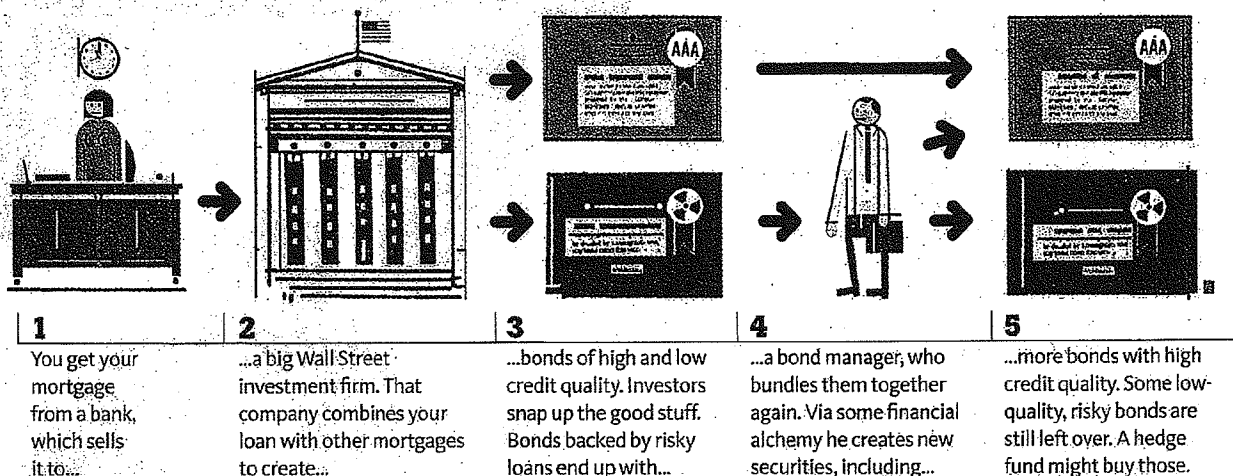 AAA
AAA
1
You get your
mortgage
from a bank,
which sells
it to...
2
...a big Wall Street
investment firm. That
company combines your
loan with other mortgages
to create...
3
...bonds of high and low
credit quality. Investors
snap up the good stuff.
Bonds backed by risky
loans end up with...
4
...a bond manager, who
bundles them together
again. Via some financial
alchemy he creates new
securities, including...
5
...more bonds with high
credit quality. Some low-
quality, risky bonds are
still left over. A hedge
fund might buy those.